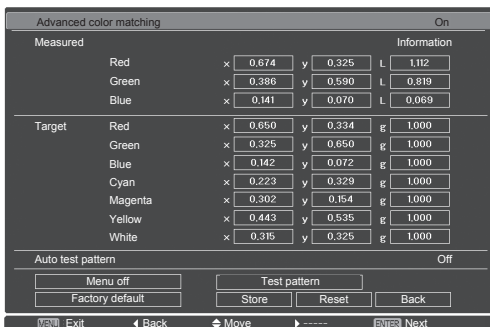 Advanced color matching On
Measured Information
Red x 0,674 y 0,325 L 1,112
Green x 0,386 y 0,590 L 0,819
Blue x 0,141 y 0,070 L 0,069
Target Red x 0,650 y 0,334 g 1,000
Green x 0,325 y 0,650 g 1,000
Blue x 0,142 y 0,072 g 1,000
Cyan x 0,223 y 0,329 g 1,000
Magenta x 0,302 y 0,154 g 1,000
Yellow x 0,443 y 0,535 g 1,000
White x 0,315 y 0,325 g 1,000
Auto test pattern Off
Menu off Test pattern
Factory default Store Reset Back
MENU Exit Back Move ----- ENTER Next